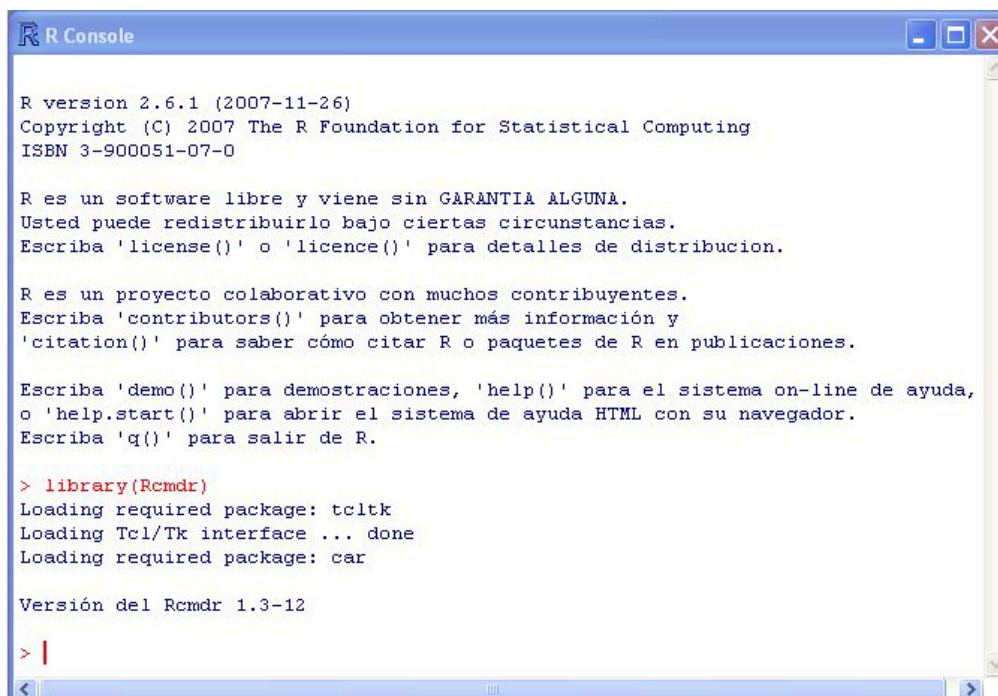 R Console
R version 2.6.1 (2007-11-26)
Copyright (C) 2007 The R Foundation for Statistical Computing
ISBN 3-900051-07-0
R es un software libre y viene sin GARANTIA ALGUNA.
Usted puede redistribuirlo bajo ciertas circunstancias.
Escriba 'license()' o 'licence()' para detalles de distribucion.
R es un proyecto colaborativo con muchos contribuyentes.
Escriba 'contributors()' para obtener más información y
'citation()' para saber cómo citar R o paquetes de R en publicaciones.
Escriba 'demo()' para demostraciones, 'help()' para el sistema on-line de ayuda,
o 'help.start()' para abrir el sistema de ayuda HTML con su navegador.
Escriba 'q()' para salir de R.
> library(Rcmdr)
Loading required package: tcltk
Loading Tcl/Tk interface ... done
Loading required package: car
Versión del Rcmdr 1.3-12
>